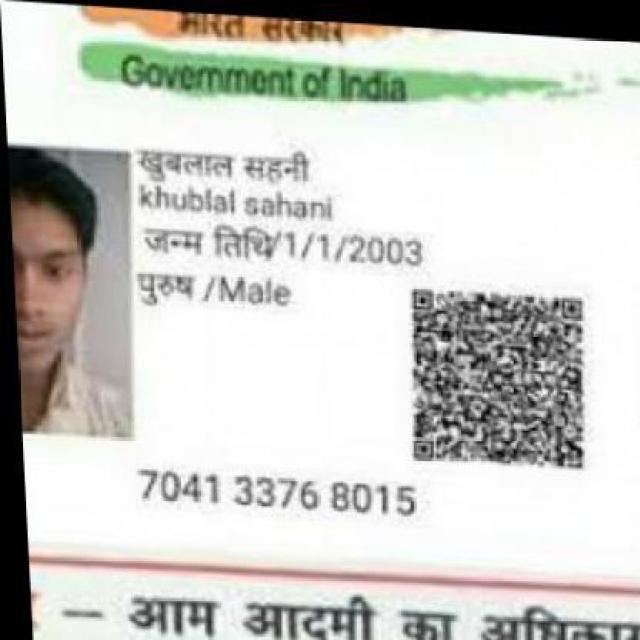 भारत सरकार
Government of India
खुबलाल सहनी
khublal sahani
जन्म तिथि/1/1/2003
पुरुष /Male
7041 3376 8015
– आम आदमी का अधिकार